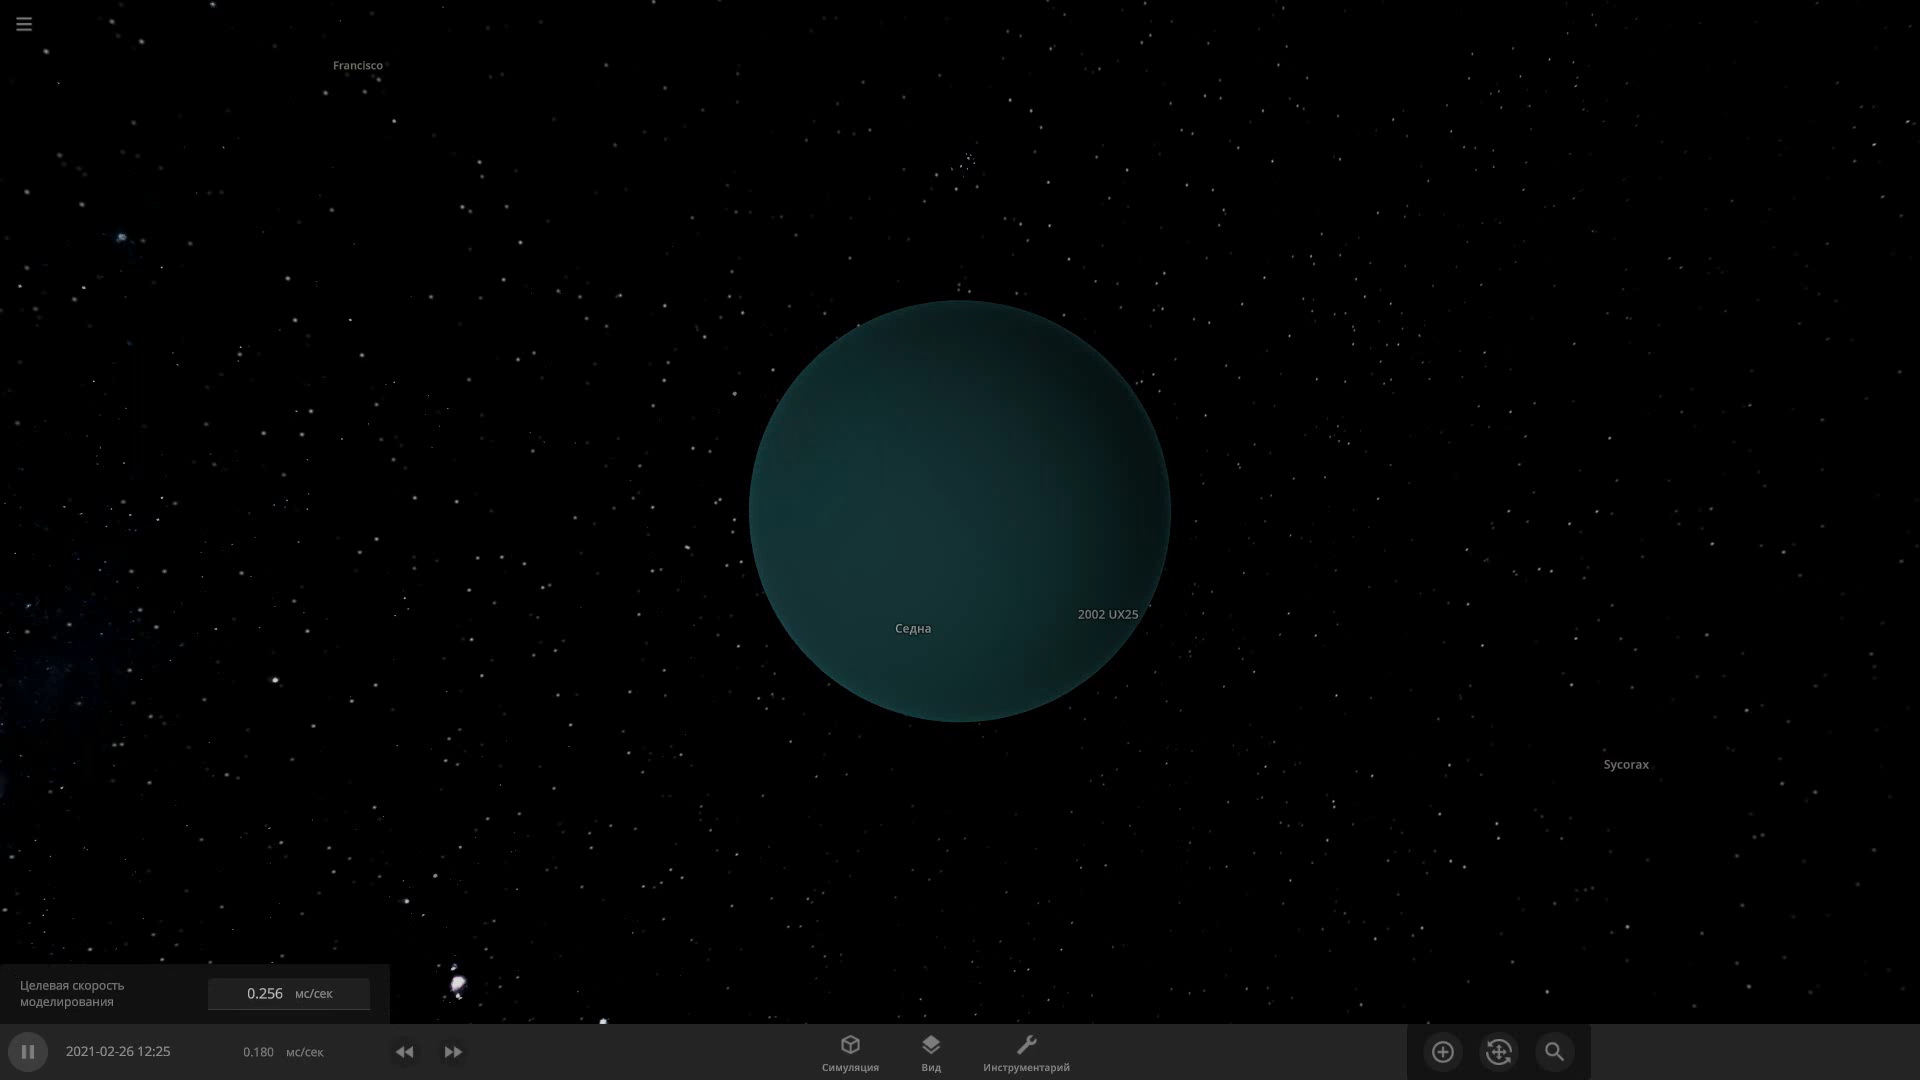 Francisco
2002 UX25
Седна
Sycorax
Целевая скорость
моделирования
0.256 мс/сек
2021-02-26 12:25
0.180 мс/сек
Симуляция
Вид
Инструментарий